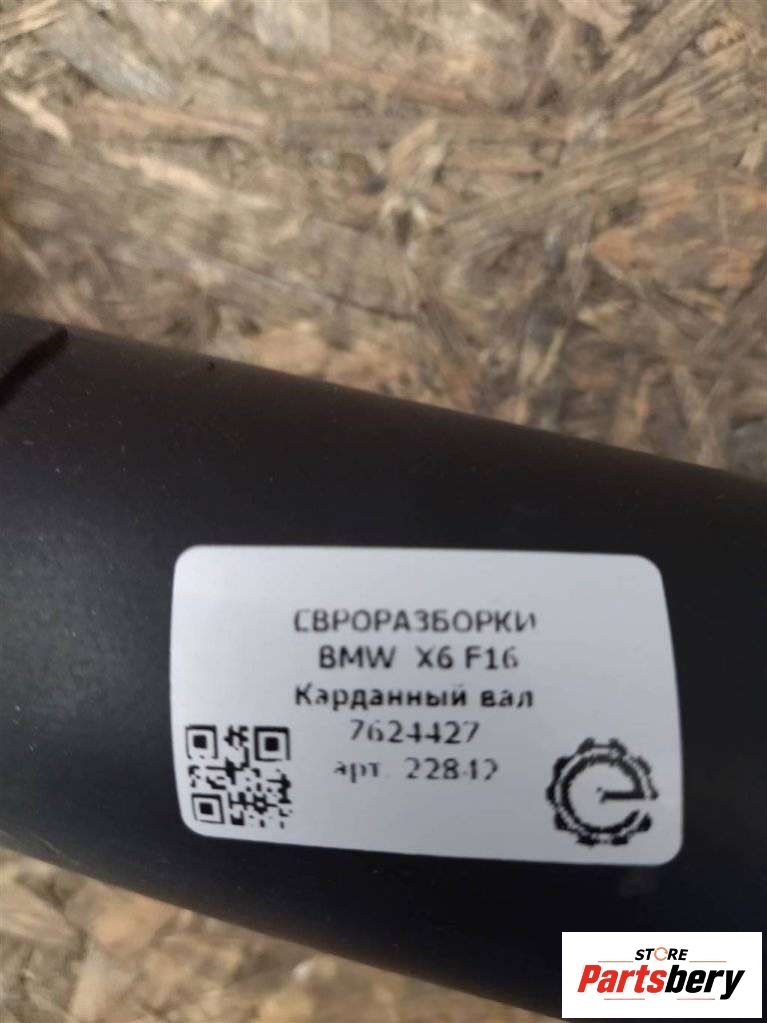 ЕВРОРАЗБОРКИ
BMW X6 F16
Карданный вал
7624427
арт. 22842
STORE
Partsbery